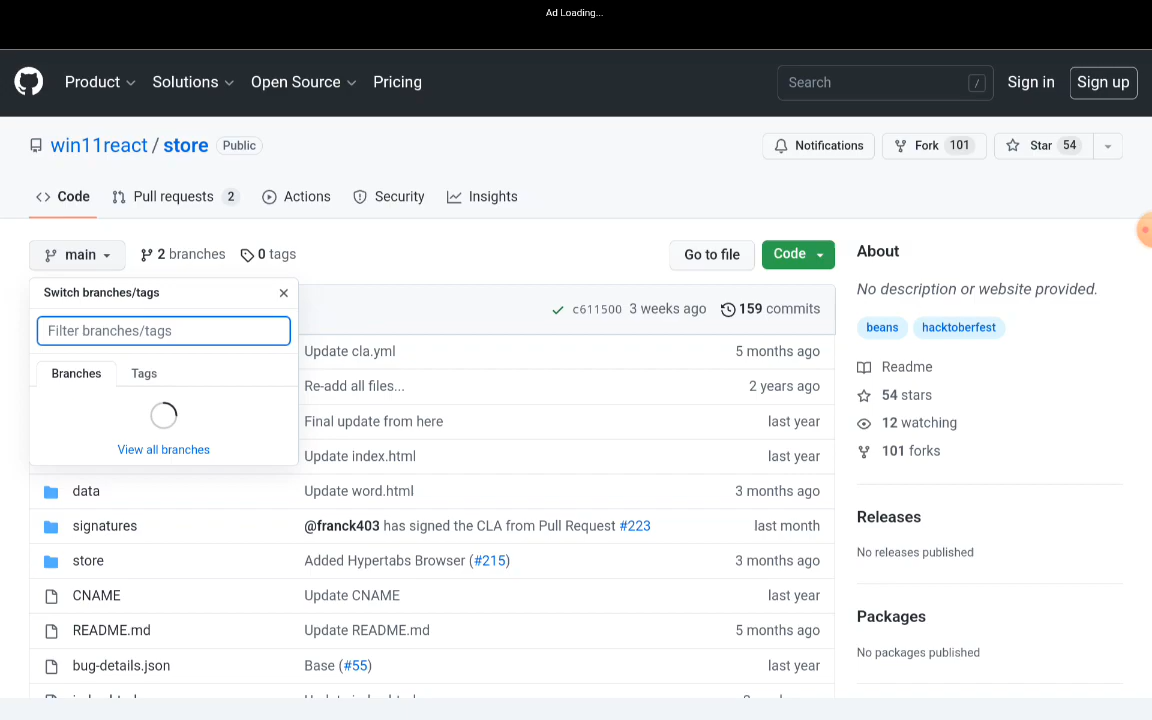 Ad Loading...
Product Solutions Open Source Pricing Search / Sign in Sign up
win11react / store Public Notifications Fork 101 Star 54
Code Pull requests 2 Actions Security Insights
main 2 branches 0 tags Go to file Code
Switch branches/tags
Filter branches/tags
Branches Tags
View all branches
c611500 3 weeks ago 159 commits
Update cla.yml 5 months ago
Re-add all files... 2 years ago
Final update from here last year
Update index.html last year
data Update word.html 3 months ago
signatures @franck403 has signed the CLA from Pull Request #223 last month
store Added Hypertabs Browser (#215) 3 months ago
CNAME Update CNAME last year
README.md Update README.md 5 months ago
bug-details.json Base (#55) last year
About
No description or website provided.
beans hacktoberfest
Readme
54 stars
12 watching
101 forks
Releases
No releases published
Packages
No packages published